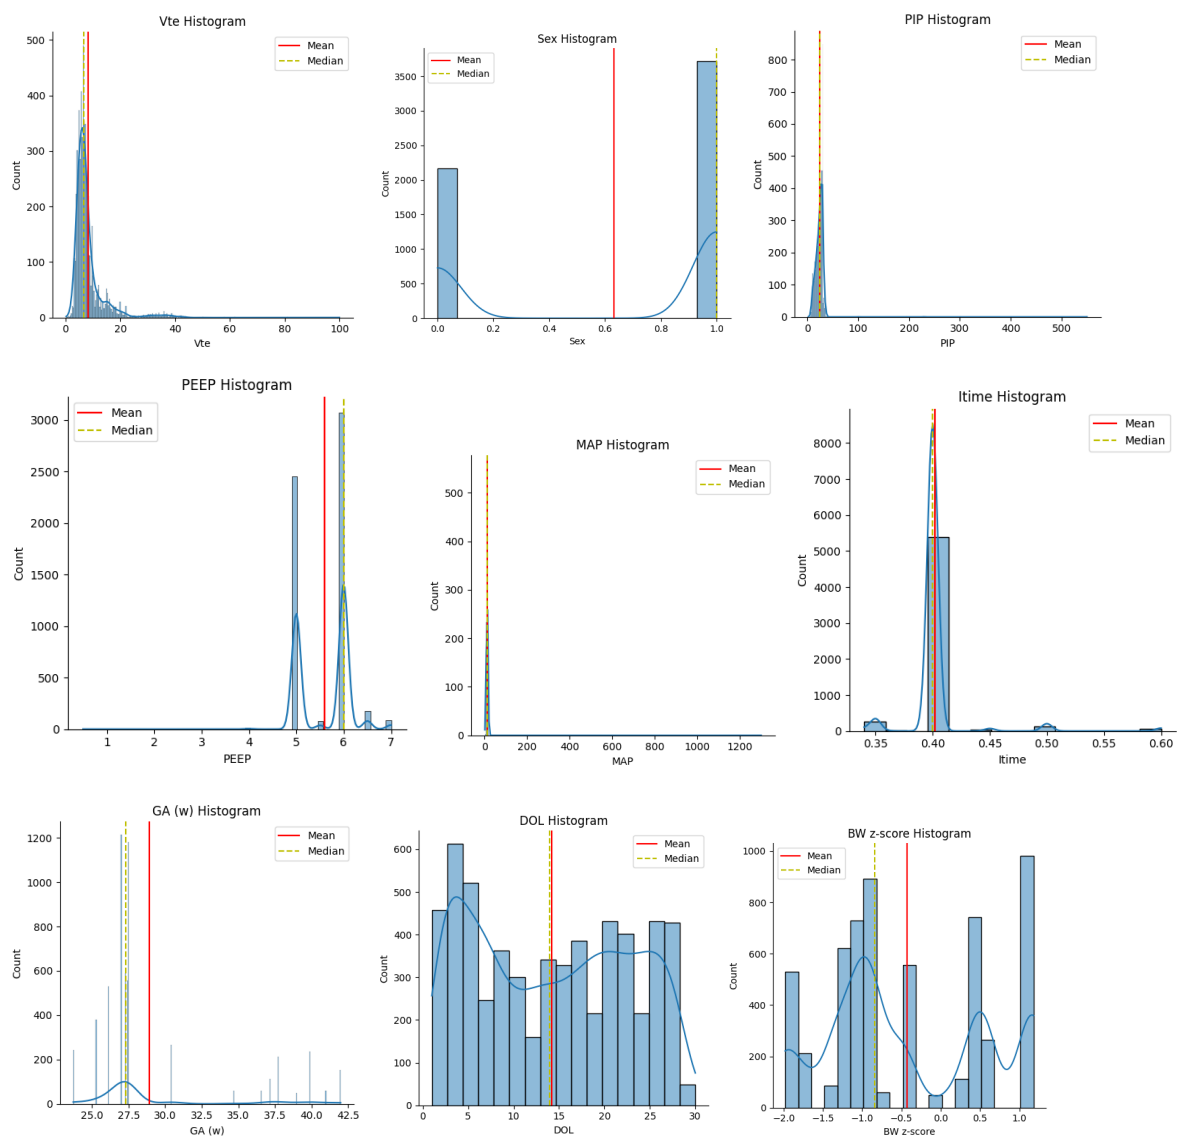 Vte Histogram
500
400
300
200
100
0
Count
Mean
Median
0 20 40 60 80 100
Vte
Sex Histogram
3500
3000
2500
2000
1500
1000
500
0
Count
Mean
Median
0.0 0.2 0.4 0.6 0.8 1.0
Sex
PIP Histogram
800
700
600
500
400
300
200
100
0
Count
Mean
Median
0 100 200 300 400 500
PIP
PEEP Histogram
3000
2500
2000
1500
1000
500
0
Count
Mean
Median
1 2 3 4 5 6 7
PEEP
MAP Histogram
500
400
300
200
100
0
Count
Mean
Median
0 200 400 600 800 1000 1200
MAP
Itime Histogram
8000
7000
6000
5000
4000
3000
2000
1000
0
Count
Mean
Median
0.35 0.40 0.45 0.50 0.55 0.60
Itime
GA (w) Histogram
1200
1000
800
600
400
200
0
Count
Mean
Median
25.0 27.5 30.0 32.5 35.0 37.5 40.0 42.5
GA (w)
DOL Histogram
600
500
400
300
200
100
0
Count
Mean
Median
0 5 10 15 20 25 30
DOL
BW z-score Histogram
1000
800
600
400
200
0
Count
Mean
Median
−2.0 −1.5 −1.0 −0.5 0.0 0.5 1.0
BW z-score